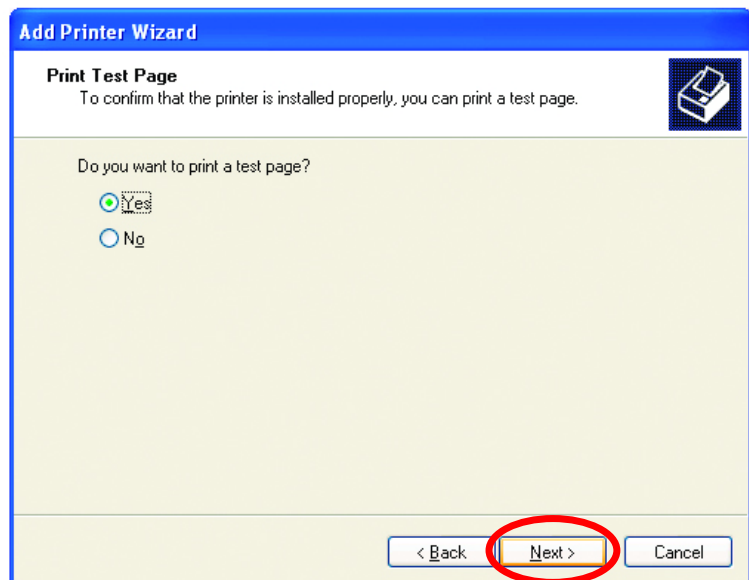 Add Printer Wizard
Print Test Page
To confirm that the printer is installed properly, you can print a test page.
Do you want to print a test page?
Yes
No
< Back Next > Cancel